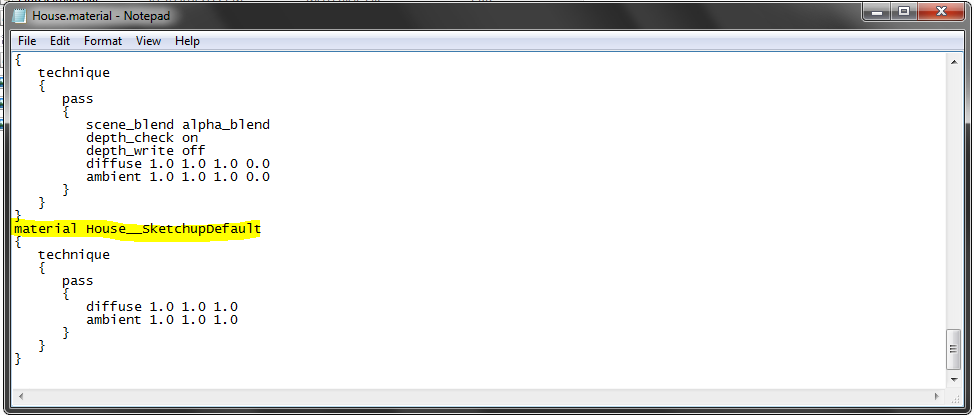 House.material - Notepad
File Edit Format View Help
{
   technique
   {
      pass
      {
         scene_blend alpha_blend
         depth_check on
         depth_write off
         diffuse 1.0 1.0 1.0 0.0
         ambient 1.0 1.0 1.0 0.0
      }
   }
}
material House__SketchupDefault
{
   technique
   {
      pass
      {
         diffuse 1.0 1.0 1.0
         ambient 1.0 1.0 1.0
      }
   }
}